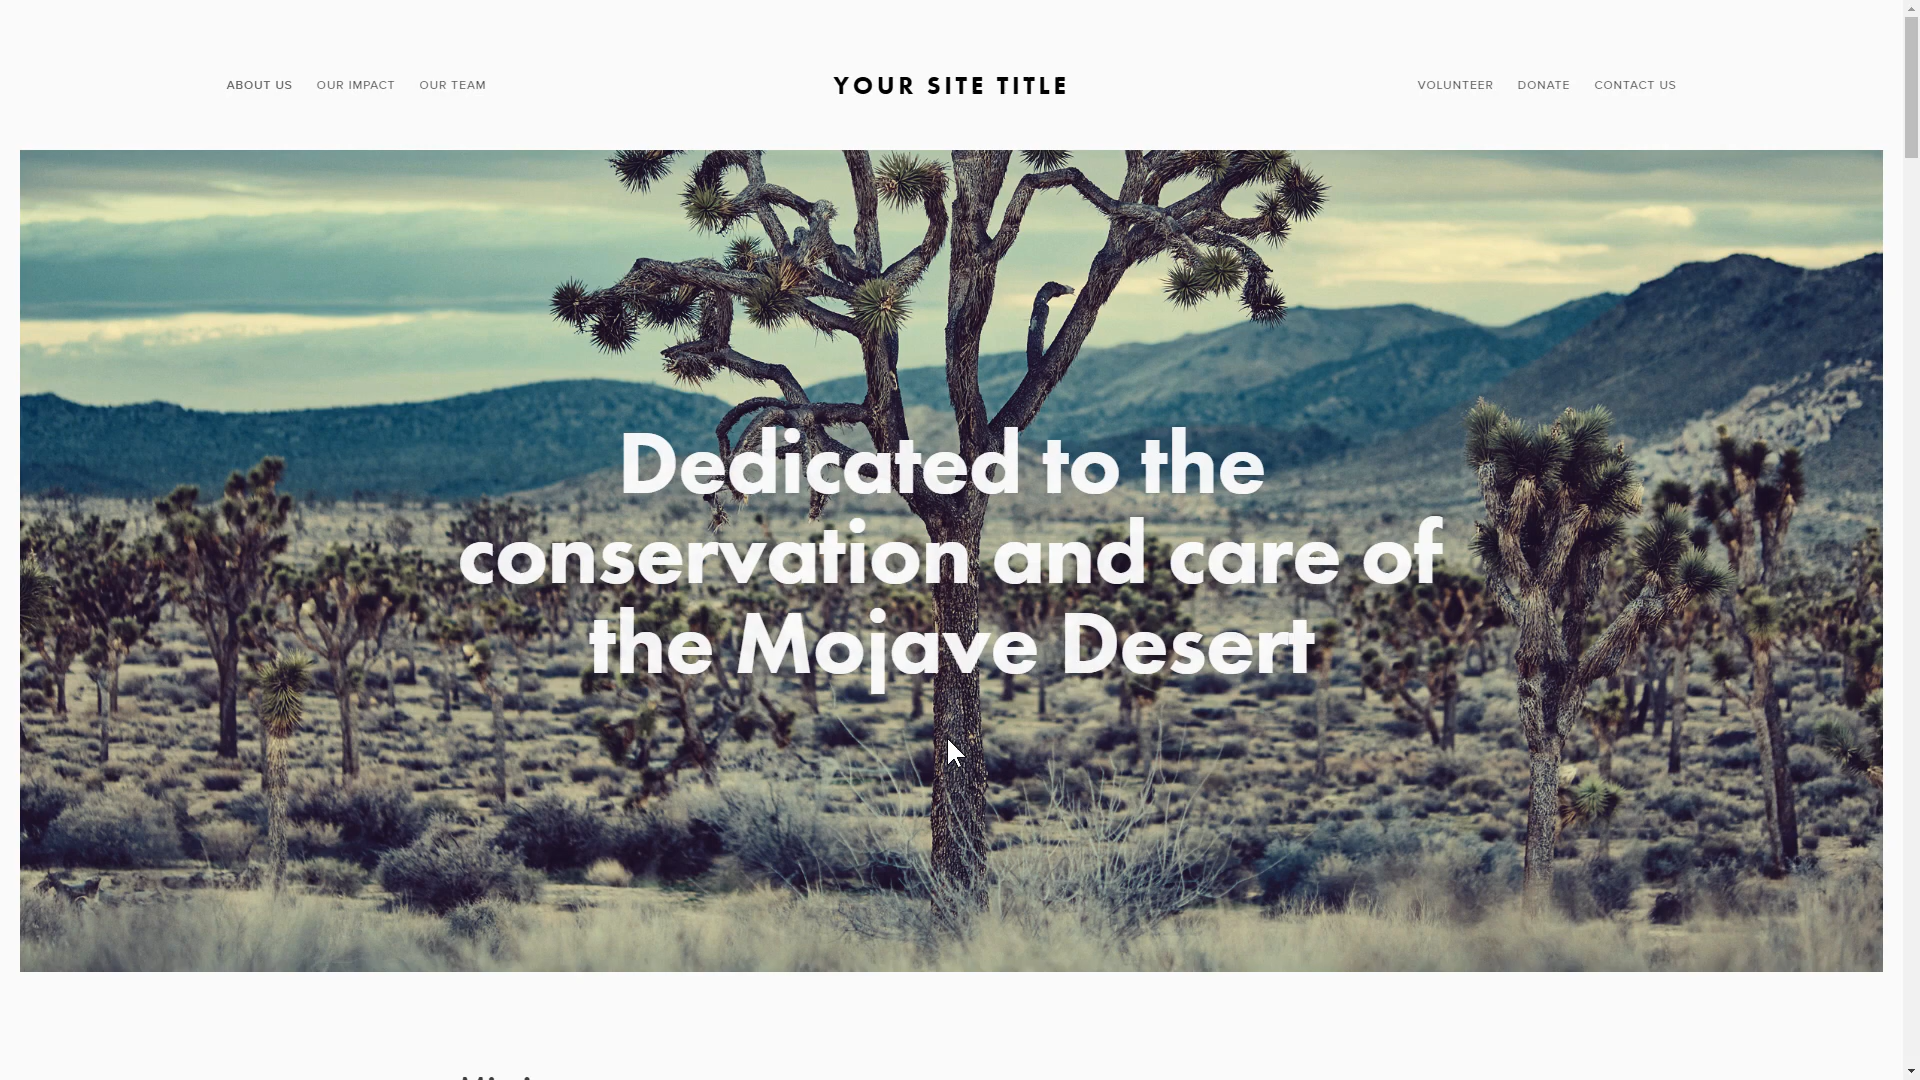 ABOUT US OUR IMPACT OUR TEAM YOUR SITE TITLE VOLUNTEER DONATE CONTACT US
Dedicated to the
conservation and care of
the Mojave Desert